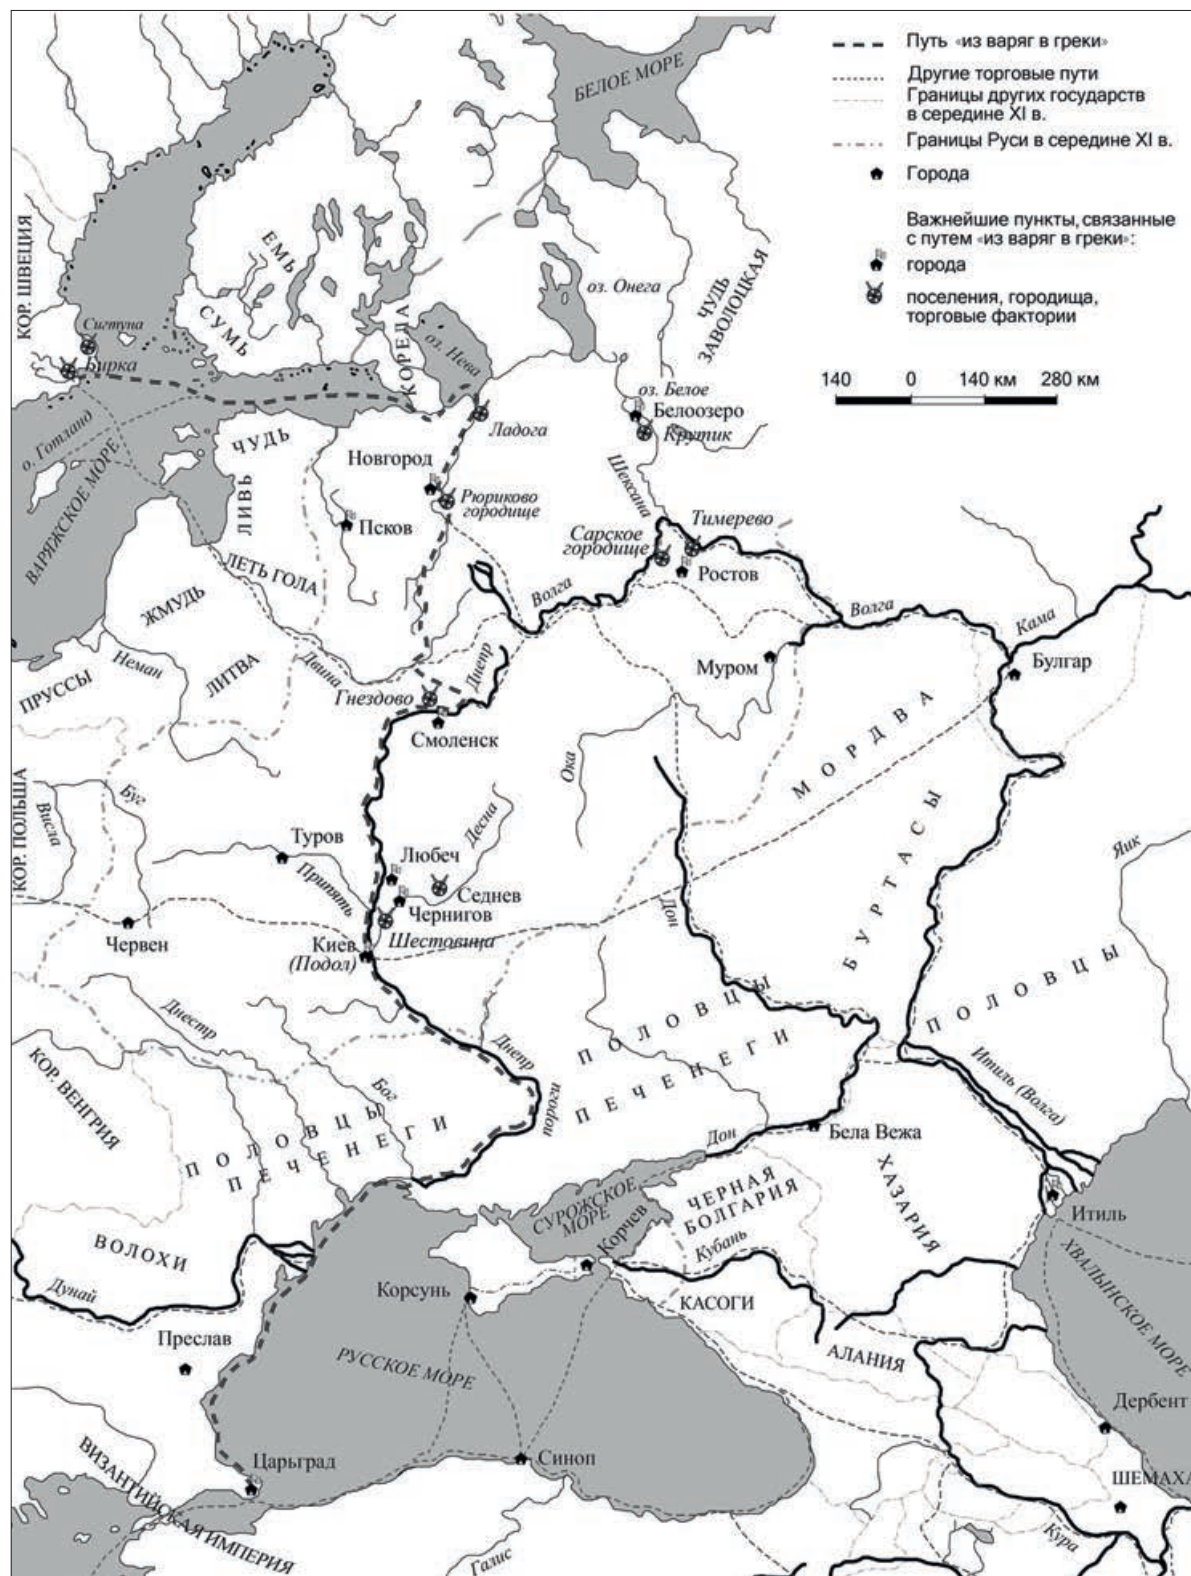 Путь «из варяг в греки»
Другие торговые пути
Границы других государств
в середине XI в.
Границы Руси в середине XI в.
Города
Важнейшие пункты, связанные
с путем «из варяг в греки»:
города
поселения, городища,
торговые фактории
140 0 140 км 280 км
БЕЛОЕ МОРЕ
КОР. ШВЕЦИЯ
ЕМЬ
СУМЬ
КОРЕЛА
оз. Нева
оз. Онега
ЧУДЬ
ЗАВОЛОЦКАЯ
Сигтуна
Бирка
оз. Белое
Белоозеро
Крутик
Ладога
о. Готланд
ВАРЯЖСКОЕ МОРЕ
ЧУДЬ
ЛИВЬ
Новгород
Рюриково
городище
Псков
Шексана
Тимерево
Сарское
городище
Ростов
ЛЕТЬ ГОЛА
ЖМУДЬ
Волга
Волга
Кама
Булгар
Муром
ПРУССЫ
Неман
ЛИТВА
Двина
Днепр
Гнездово
Смоленск
Ока
МОРДВА
КОР. ПОЛЬША
Висла
Буг
Туров
Припять
Любеч
Десна
Седнев
Чернигов
Шестовица
Червен
Киев
(Подол)
Дон
БУРТАСЫ
Яик
ПОЛОВЦЫ
ПОЛОВЦЫ
ПЕЧЕНЕГИ
Днестр
КОР. ВЕНГРИЯ
Днепр
Бог
пороги
ПОЛОВЦЫ
ПЕЧЕНЕГИ
Итиль (Волга)
Дон
Бела Вежа
ХАЗАРИЯ
Итиль
ЧЕРНАЯ
БОЛГАРИЯ
СУРОЖСКОЕ
МОРЕ
Корчев
Кубань
ВОЛОХИ
Дунай
Корсунь
КАСОГИ
ХВАЛЫНСКОЕ МОРЕ
Преслав
РУССКОЕ МОРЕ
АЛАНИЯ
Дербент
Царьград
Синоп
ШЕМАХА
ВИЗАНТИЙСКАЯ ИМПЕРИЯ
Галис
Кура